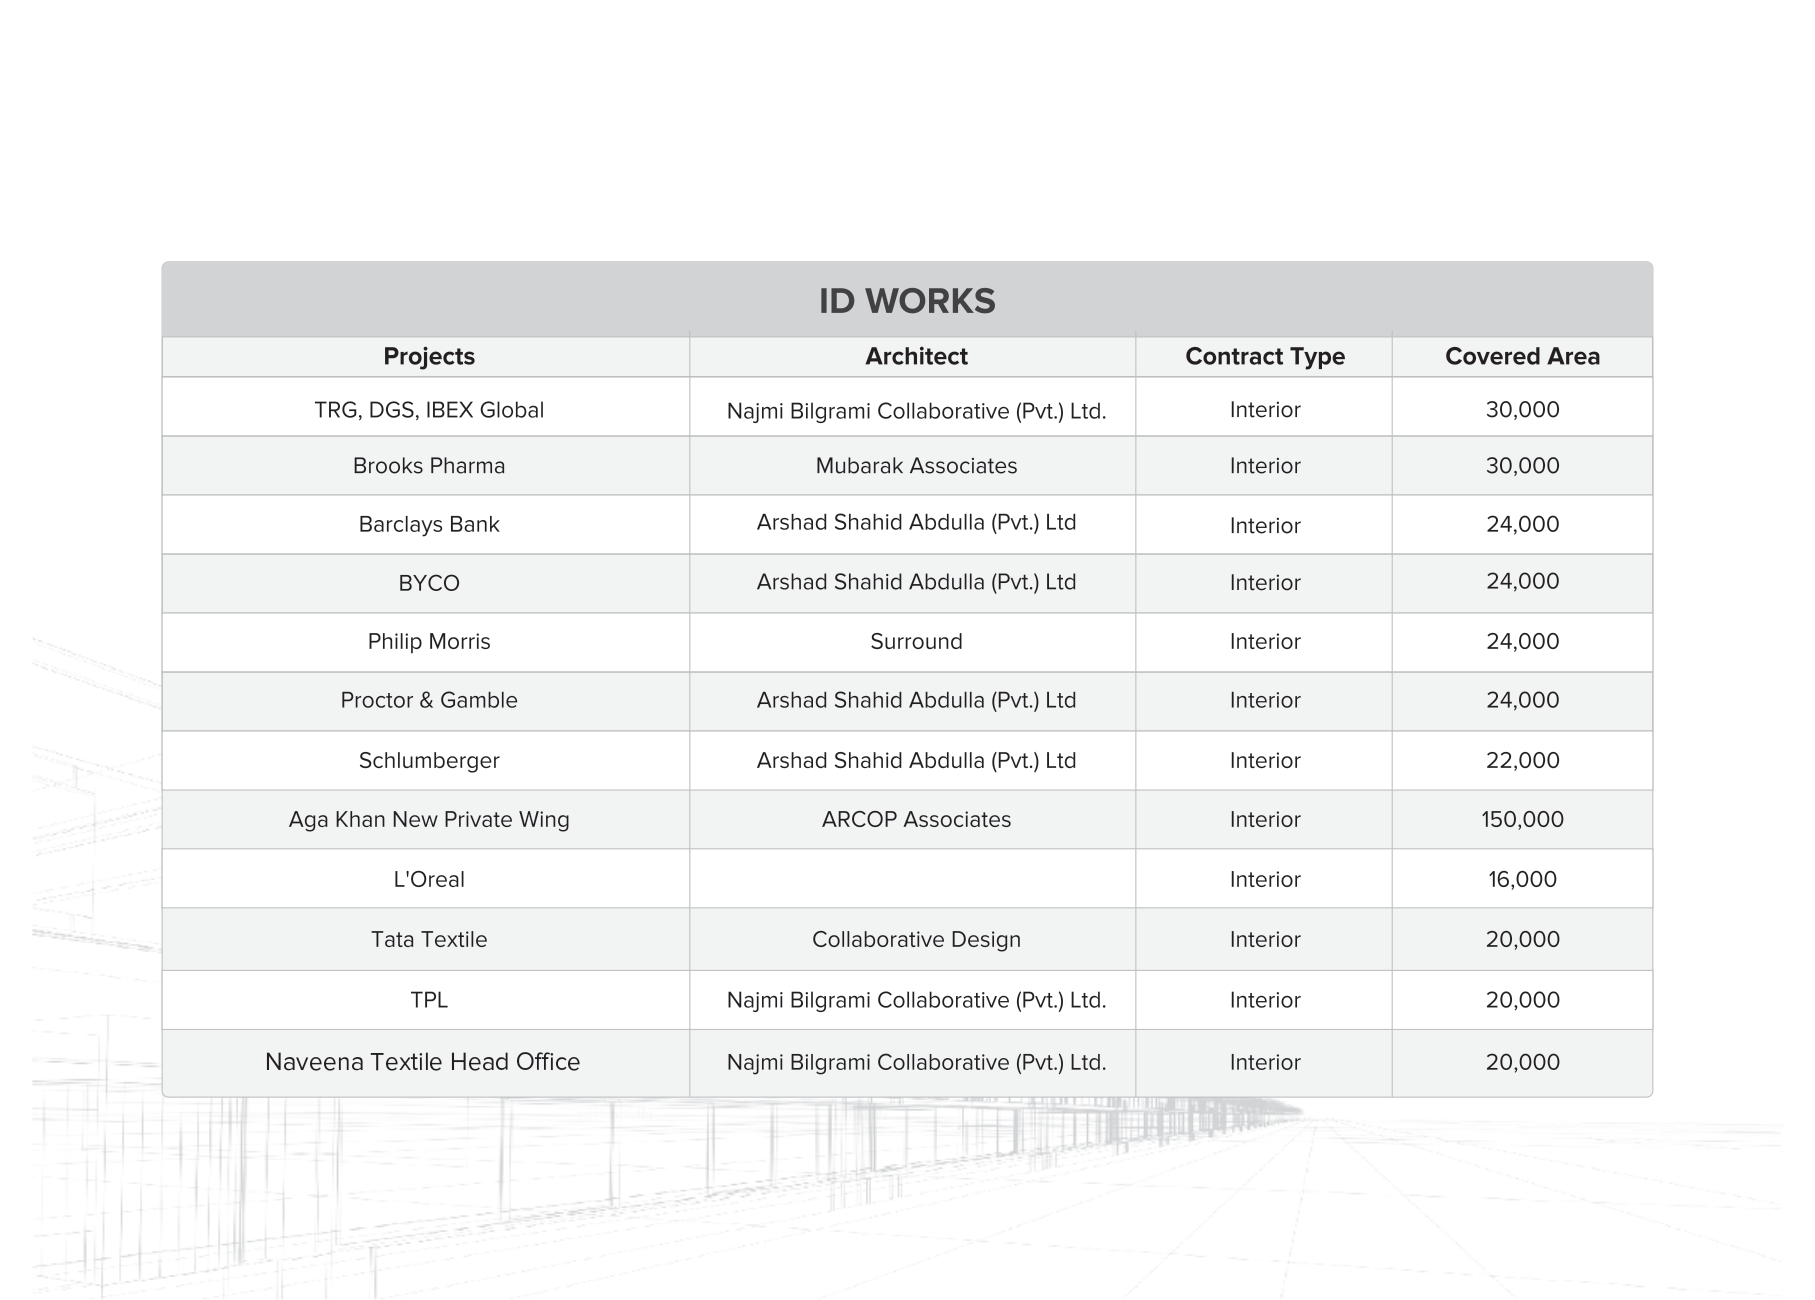 ID WORKS
Projects Architect Contract Type Covered Area
TRG, DGS, IBEX Global Najmi Bilgrami Collaborative (Pvt.) Ltd. Interior 30,000
Brooks Pharma Mubarak Associates Interior 30,000
Barclays Bank Arshad Shahid Abdulla (Pvt.) Ltd Interior 24,000
BYCO Arshad Shahid Abdulla (Pvt.) Ltd Interior 24,000
Philip Morris Surround Interior 24,000
Proctor & Gamble Arshad Shahid Abdulla (Pvt.) Ltd Interior 24,000
Schlumberger Arshad Shahid Abdulla (Pvt.) Ltd Interior 22,000
Aga Khan New Private Wing ARCOP Associates Interior 150,000
L'Oreal Interior 16,000
Tata Textile Collaborative Design Interior 20,000
TPL Najmi Bilgrami Collaborative (Pvt.) Ltd. Interior 20,000
Naveena Textile Head Office Najmi Bilgrami Collaborative (Pvt.) Ltd. Interior 20,000